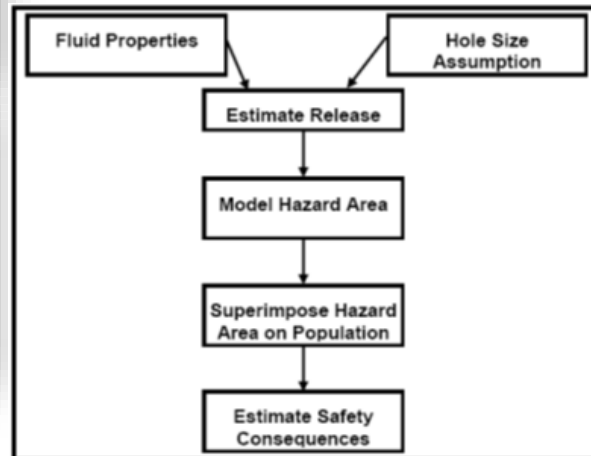 Fluid Properties
Hole Size
Assumption
Estimate Release
Model Hazard Area
Superimpose Hazard
Area on Population
Estimate Safety
Consequences